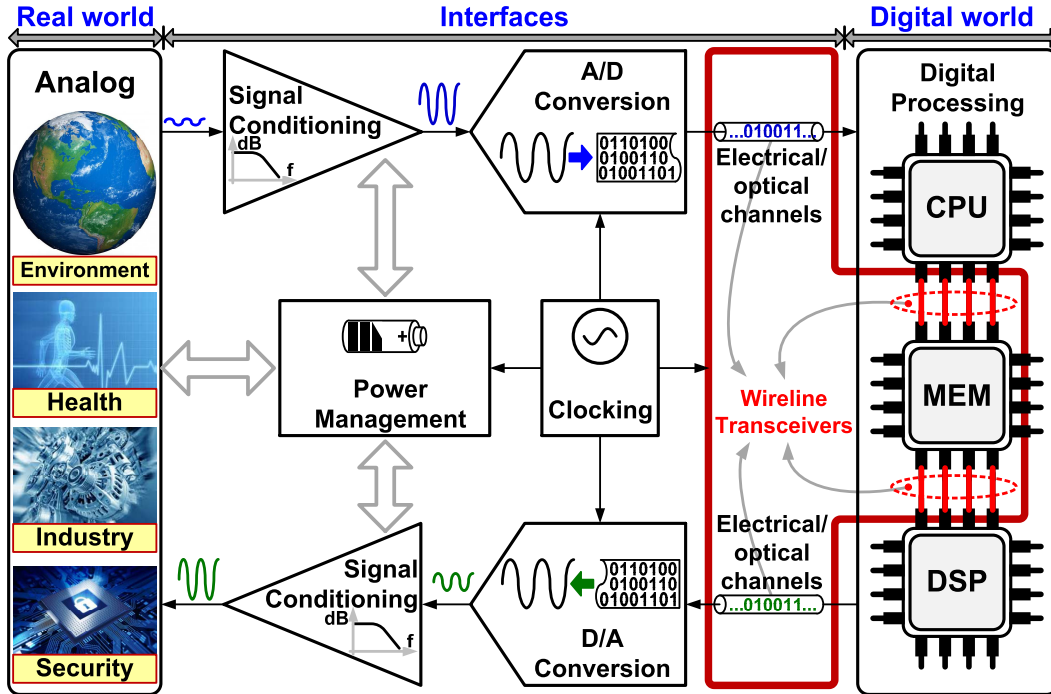 Real world
Interfaces
Digital world
Analog
Environment
Health
Industry
Security
Signal
Conditioning
dB
f
A/D
Conversion
0110100
0100110
01001101
...010011...
Electrical/
optical
channels
Digital
Processing
CPU
MEM
DSP
+
Power
Management
Clocking
Wireline
Transceivers
Signal
Conditioning
dB
f
0110100
0100110
01001101
D/A
Conversion
Electrical/
optical
channels
...010011...